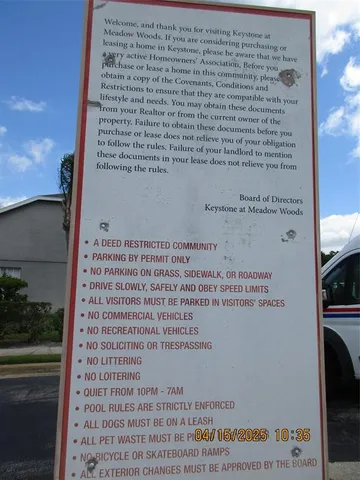 Welcome, and thank you for visiting Keystone at
Meadow Woods. If you are considering purchasing or
leasing a home in Keystone, please be aware that we have
a very active Homeowners' Association. Before you
purchase or lease a home in this community, please
obtain a copy of the Covenants, Conditions and
Restrictions to ensure that they are compatible with your
lifestyle and needs. You may obtain these documents
from your Realtor or from the current owner of the
property. Failure to obtain these documents before you
purchase or lease does not relieve you of your obligation
to follow the rules. Failure of your landlord to mention
these documents in your lease does not relieve you from
following the rules.
Board of Directors
Keystone at Meadow Woods
• A DEED RESTRICTED COMMUNITY
• PARKING BY PERMIT ONLY
• NO PARKING ON GRASS, SIDEWALK, OR ROADWAY
• DRIVE SLOWLY, SAFELY AND OBEY SPEED LIMITS
• ALL VISITORS MUST BE PARKED IN VISITORS' SPACES
• NO COMMERCIAL VEHICLES
• NO RECREATIONAL VEHICLES
• NO SOLICITING OR TRESPASSING
• NO LITTERING
• NO LOITERING
• QUIET FROM 10PM - 7AM
• POOL RULES ARE STRICTLY ENFORCED
• ALL DOGS MUST BE ON A LEASH
• ALL PET WASTE MUST BE
04/15/2025 10:35
• NO BICYCLE OR SKATEBOARD RAMPS
• ALL EXTERIOR CHANGES MUST BE APPROVED BY THE BOARD